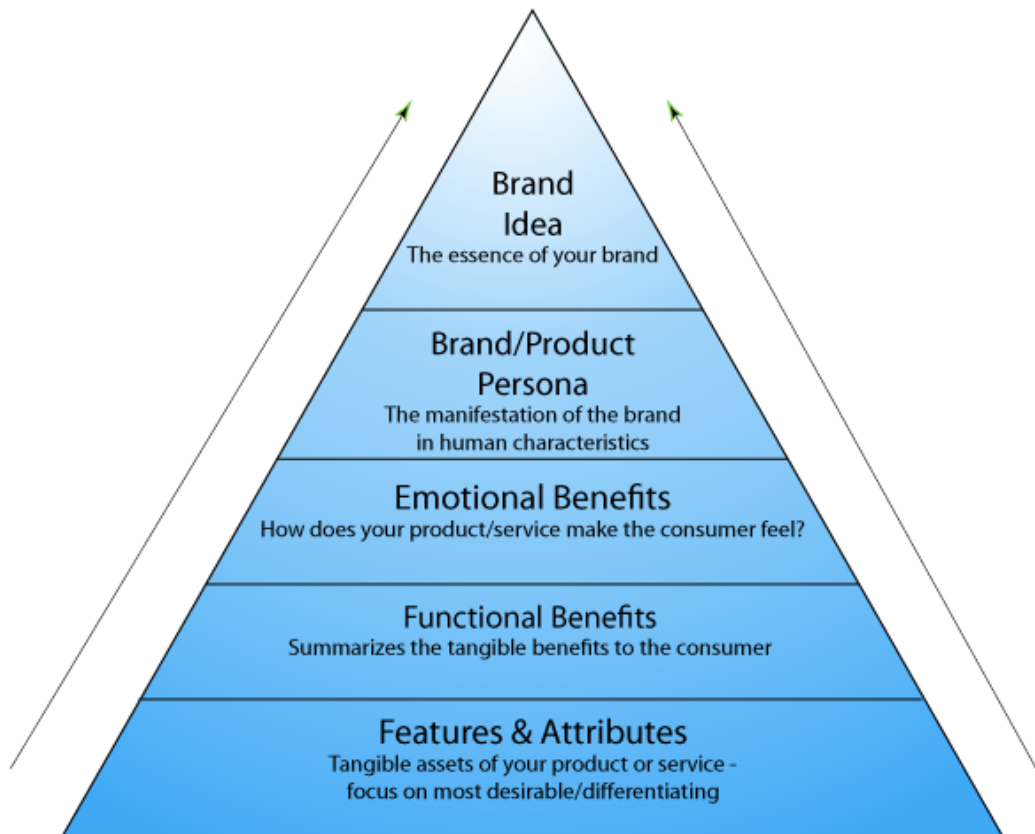 Brand
Idea
The essence of your brand
Brand/Product
Persona
The manifestation of the brand
in human characteristics
Emotional Benefits
How does your product/service make the consumer feel?
Functional Benefits
Summarizes the tangible benefits to the consumer
Features & Attributes
Tangible assets of your product or service -
focus on most desirable/differentiating